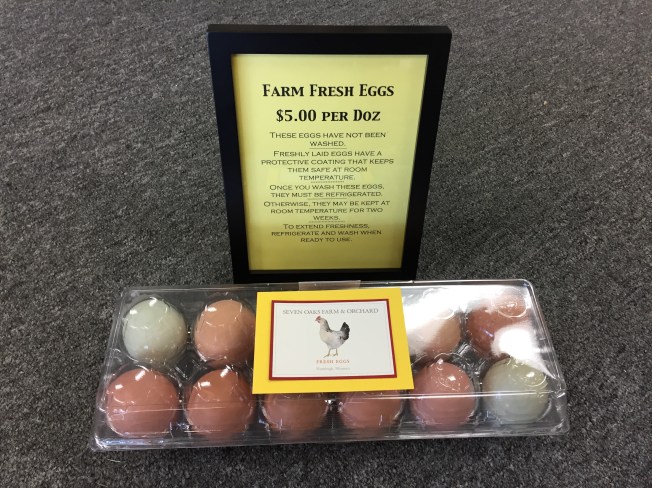 FARM FRESH EGGS
$5.00 PER DOZ
THESE EGGS HAVE NOT BEEN
WASHED.
FRESHLY LAID EGGS HAVE A
PROTECTIVE COATING THAT KEEPS
THEM SAFE AT ROOM
TEMPERATURE.
ONCE YOU WASH THESE EGGS,
THEY MUST BE REFRIGERATED.
OTHERWISE, THEY MAY BE KEPT AT
ROOM TEMPERATURE FOR TWO
WEEKS.
TO EXTEND FRESHNESS,
REFRIGERATE AND WASH WHEN
READY TO USE.
SEVEN OAKS FARM & ORCHARD
FRESH EGGS